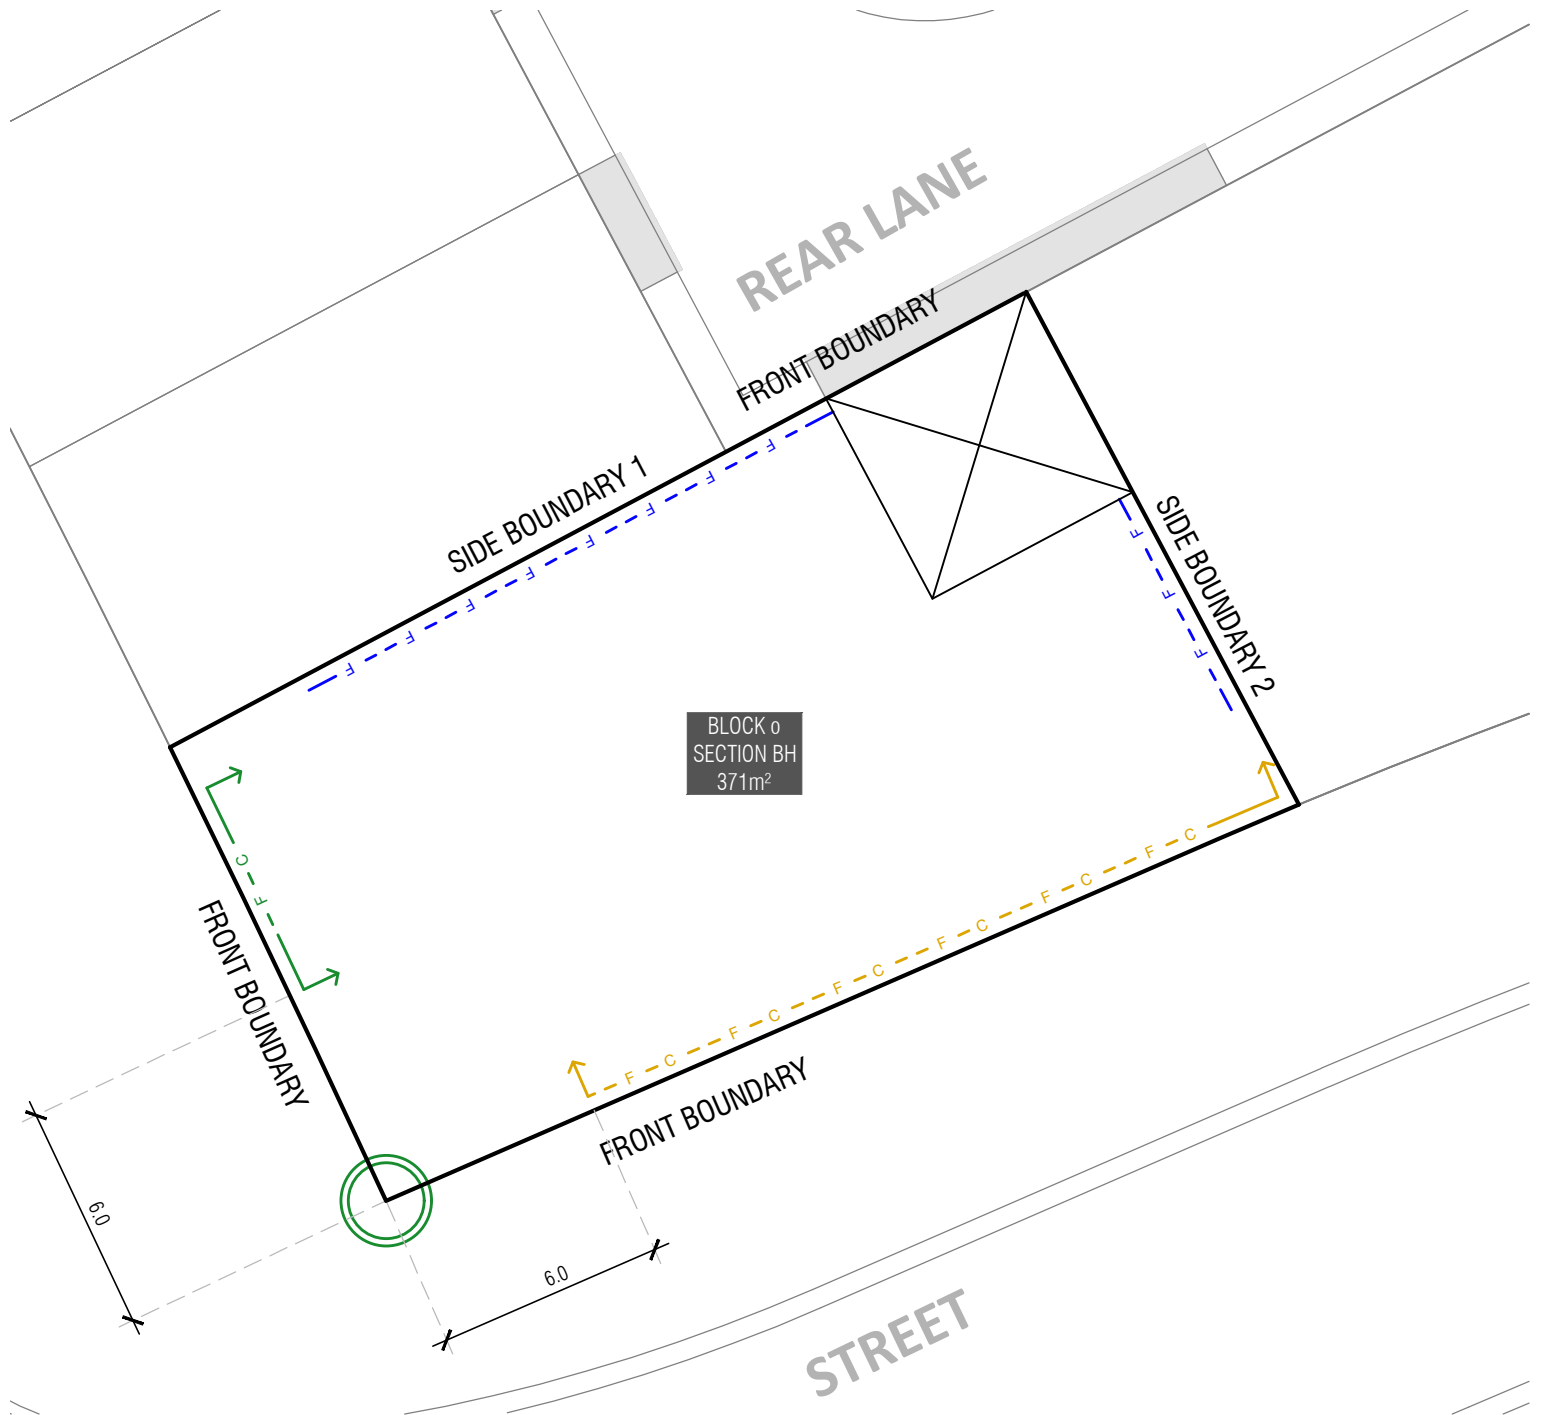 REAR LANE
FRONT BOUNDARY
SIDE BOUNDARY 1
F F F F F F F F
SIDE BOUNDARY 2
F F F
BLOCK o
SECTION BH
371m²
C F
FRONT BOUNDARY
F C F C F C F C F C F C
FRONT BOUNDARY
6.0
6.0
STREET